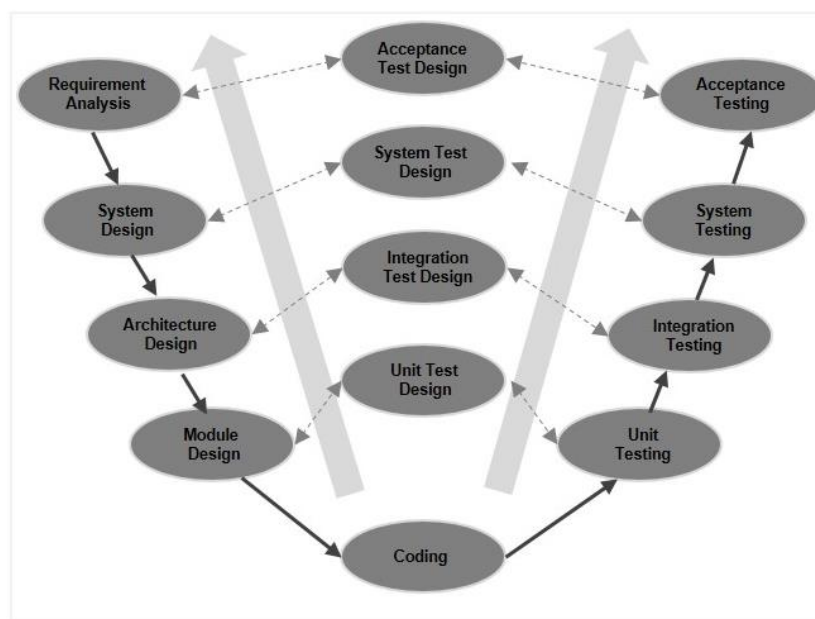 Acceptance
Test Design
Requirement
Analysis
Acceptance
Testing
System Test
Design
System
Design
System
Testing
Integration
Test Design
Architecture
Design
Integration
Testing
Unit Test
Design
Module
Design
Unit
Testing
Coding